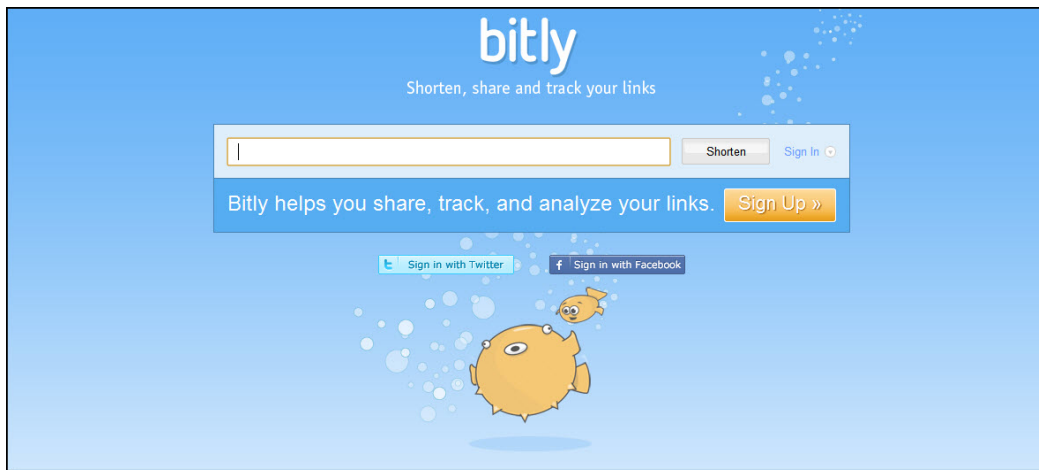 bitly
Shorten, share and track your links
Shorten
Sign In
Bitly helps you share, track, and analyze your links.
Sign Up »
Sign in with Twitter
Sign in with Facebook